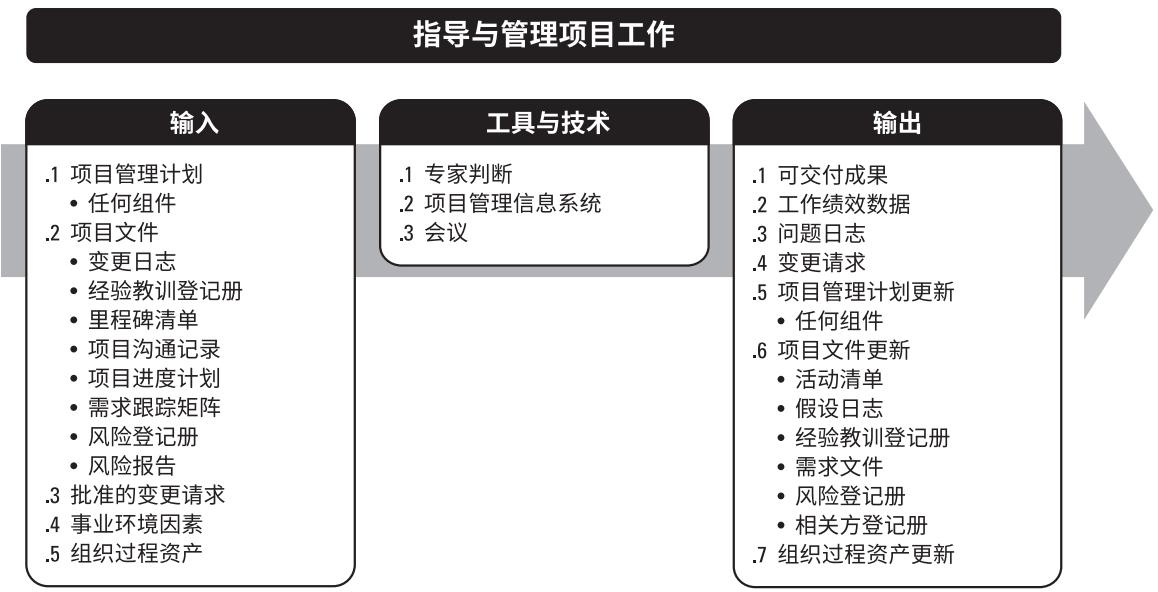 指导与管理项目工作
输入
.1 项目管理计划
• 任何组件
.2 项目文件
• 变更日志
• 经验教训登记册
• 里程碑清单
• 项目沟通记录
• 项目进度计划
• 需求跟踪矩阵
• 风险登记册
• 风险报告
.3 批准的变更请求
.4 事业环境因素
.5 组织过程资产
工具与技术
.1 专家判断
.2 项目管理信息系统
.3 会议
输出
.1 可交付成果
.2 工作绩效数据
.3 问题日志
.4 变更请求
.5 项目管理计划更新
• 任何组件
.6 项目文件更新
• 活动清单
• 假设日志
• 经验教训登记册
• 需求文件
• 风险登记册
• 相关方登记册
.7 组织过程资产更新